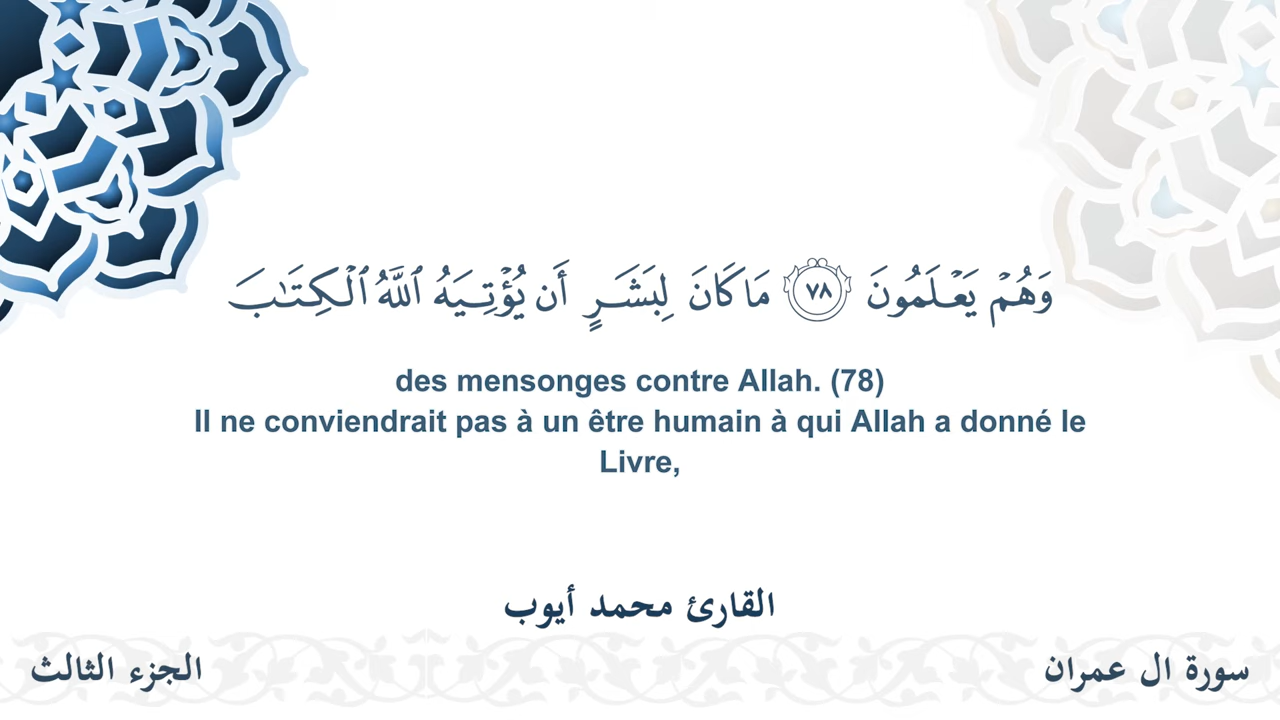 وَهُمۡ يَعۡلَمُونَ ٧٨ مَا كَانَ لِبَشَرٍ أَن يُؤۡتِيَهُ ٱللَّهُ ٱلۡكِتَٰبَ
des mensonges contre Allah. (78)
Il ne conviendrait pas à un être humain à qui Allah a donné le
Livre,
القارئ محمد أيوب
سورة ال عمران
الجزء الثالث